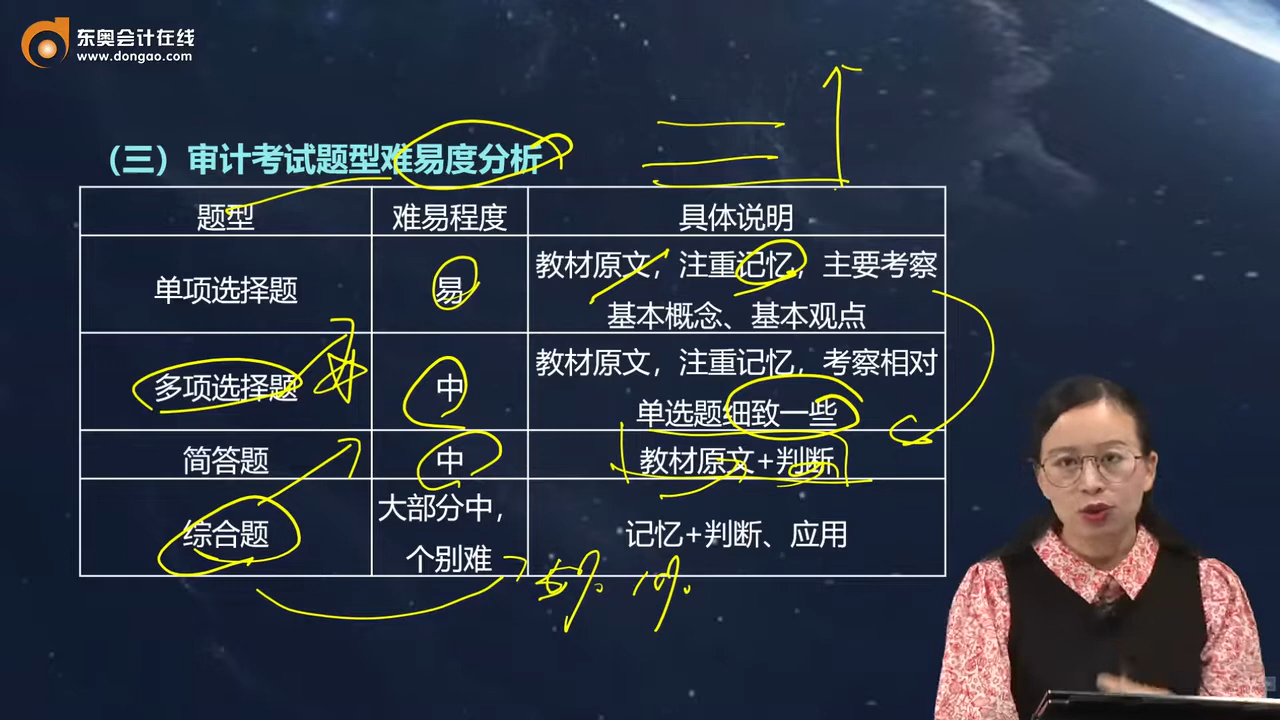 东奥会计在线
www.dongao.com
（三）审计考试题型难易度分析
题型 难易程度 具体说明
单项选择题 易 教材原文，注重记忆，主要考察
基本概念、基本观点
多项选择题 中 教材原文，注重记忆，考察相对
单选题细致一些
简答题 中 教材原文+判断
综合题 大部分中，
个别难 记忆+判断、应用
5% 10%